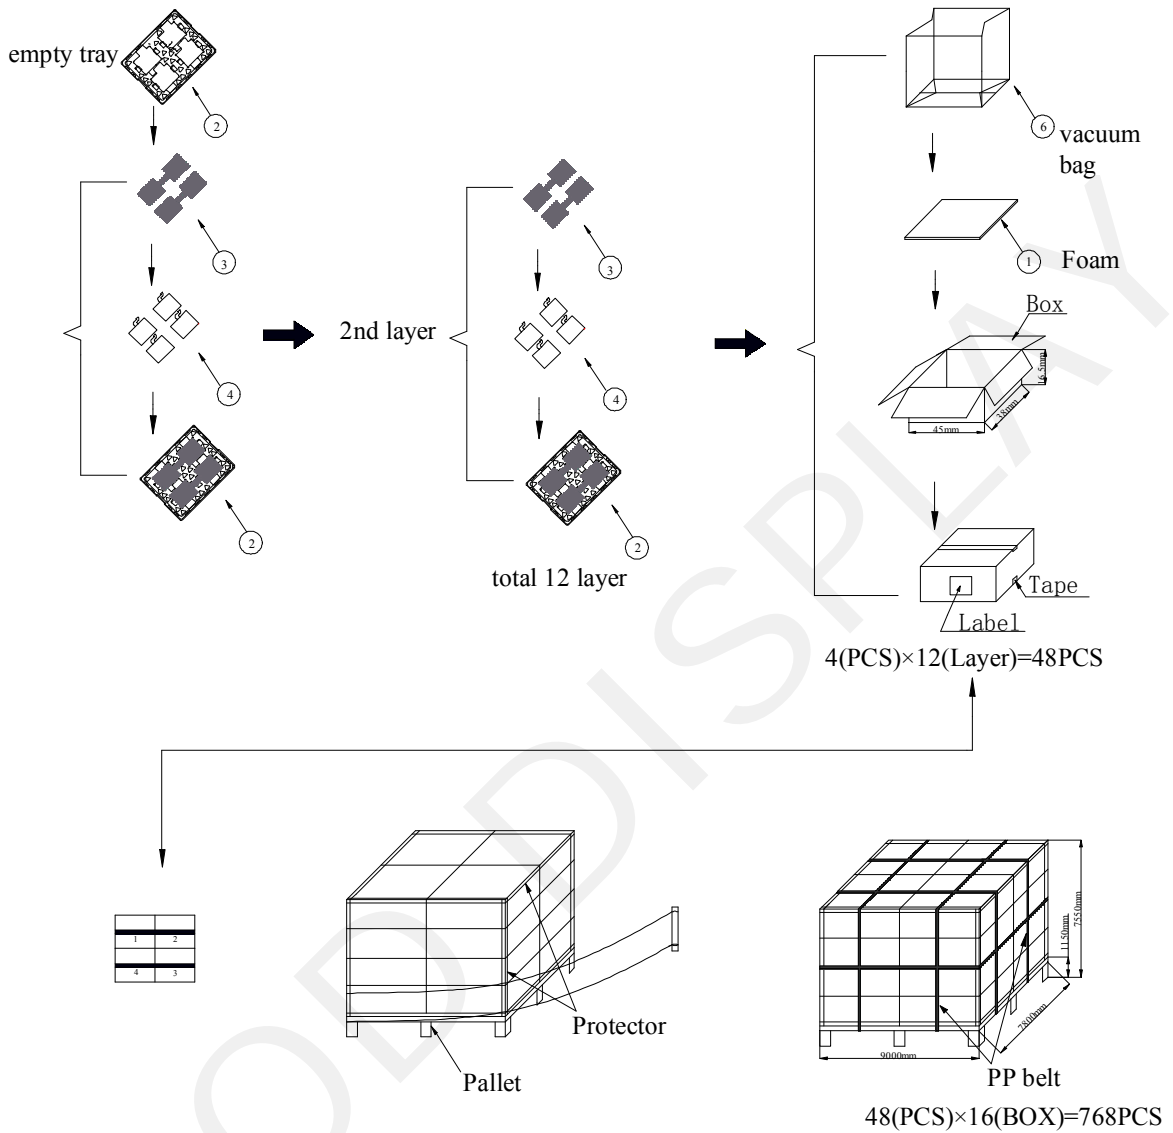 empty tray
2
3
4
2
2nd layer
3
4
2
total 12 layer
6
vacuum
bag
1
Foam
Box
16.5mm
38mm
45mm
Tape
Label
4(PCS)×12(Layer)=48PCS
1 2
4 3
Protector
Pallet
7550mm
1150mm
7800mm
9000mm
PP belt
48(PCS)×16(BOX)=768PCS
OD DISPLAY